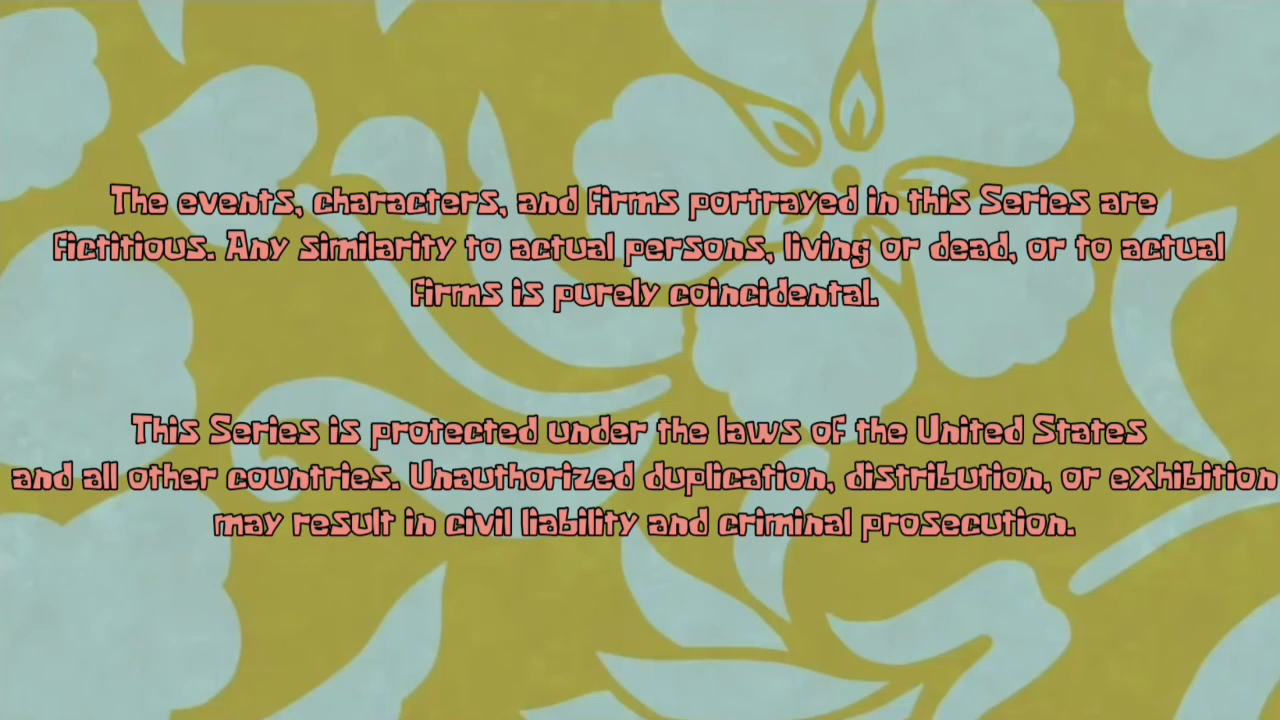 The events, characters, and firms portrayed in this Series are
fictitious. Any similarity to actual persons, living or dead, or to actual
firms is purely coincidental.
This Series is protected under the laws of the United States
and all other countries. Unauthorized duplication, distribution, or exhibition
may result in civil liability and criminal prosecution.